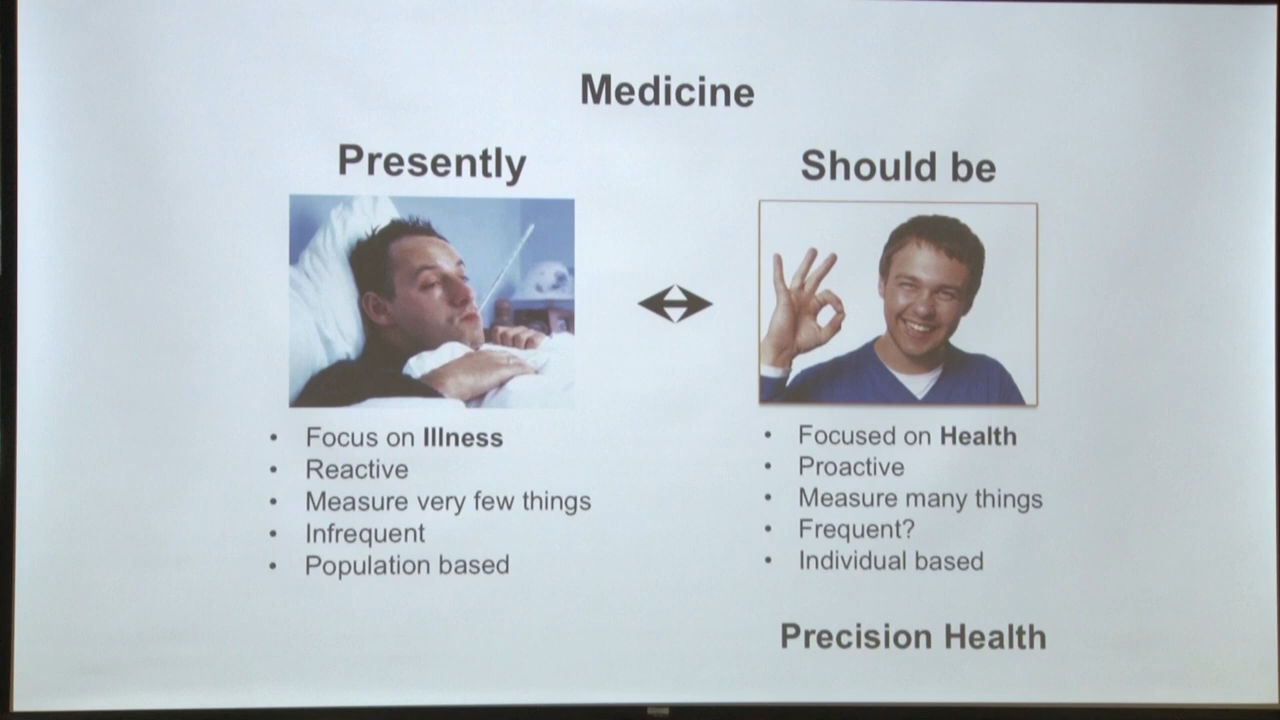 Medicine
Presently
• Focus on Illness
• Reactive
• Measure very few things
• Infrequent
• Population based
Should be
• Focused on Health
• Proactive
• Measure many things
• Frequent?
• Individual based
Precision Health